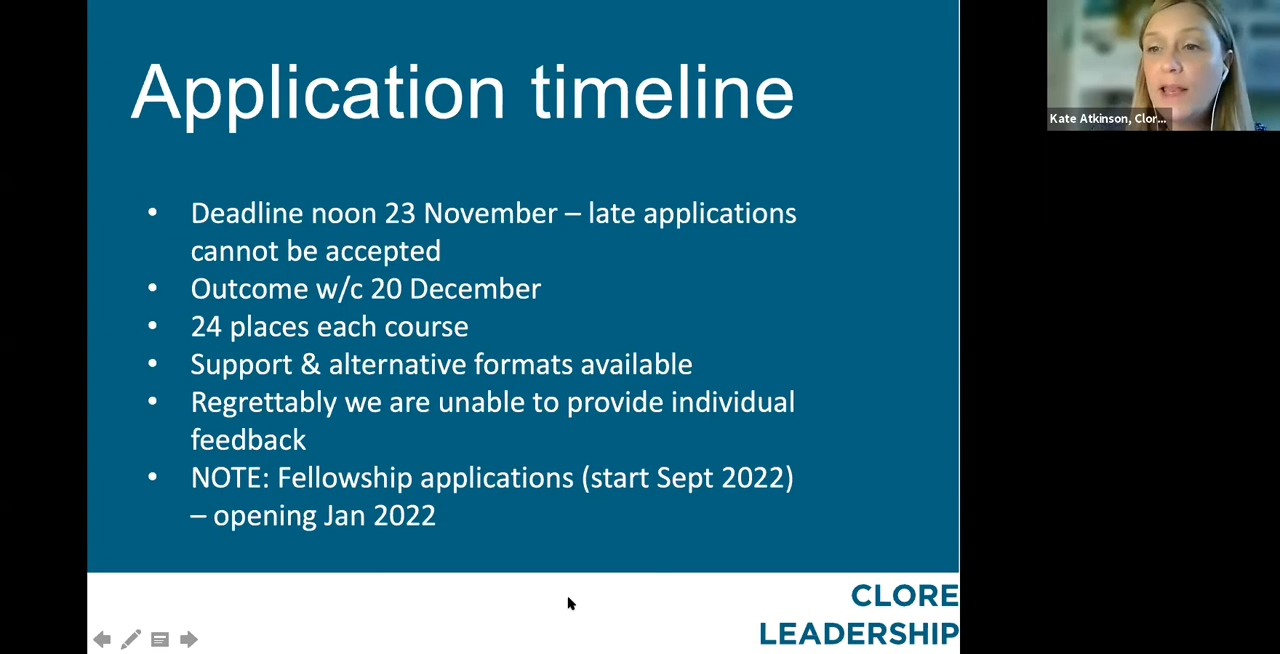 Application timeline
• Deadline noon 23 November – late applications
cannot be accepted
• Outcome w/c 20 December
• 24 places each course
• Support & alternative formats available
• Regrettably we are unable to provide individual
feedback
• NOTE: Fellowship applications (start Sept 2022)
– opening Jan 2022
CLORE
LEADERSHIP
Kate Atkinson, Clor...